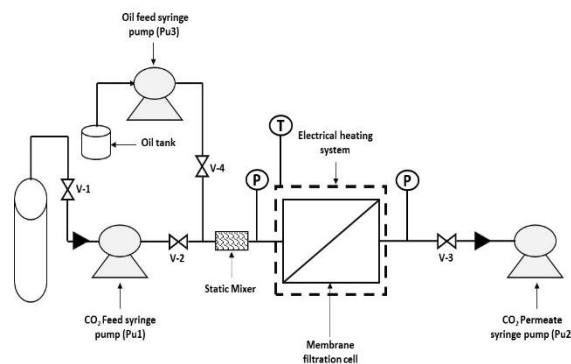 Oil feed syringe
pump (Pu3)
Oil tank
V-1
V-4
T
Electrical heating
system
P
P
V-2
V-3
Static Mixer
CO2 Feed syringe
pump (Pu1)
Membrane
filtration cell
CO2 Permeate
syringe pump (Pu2